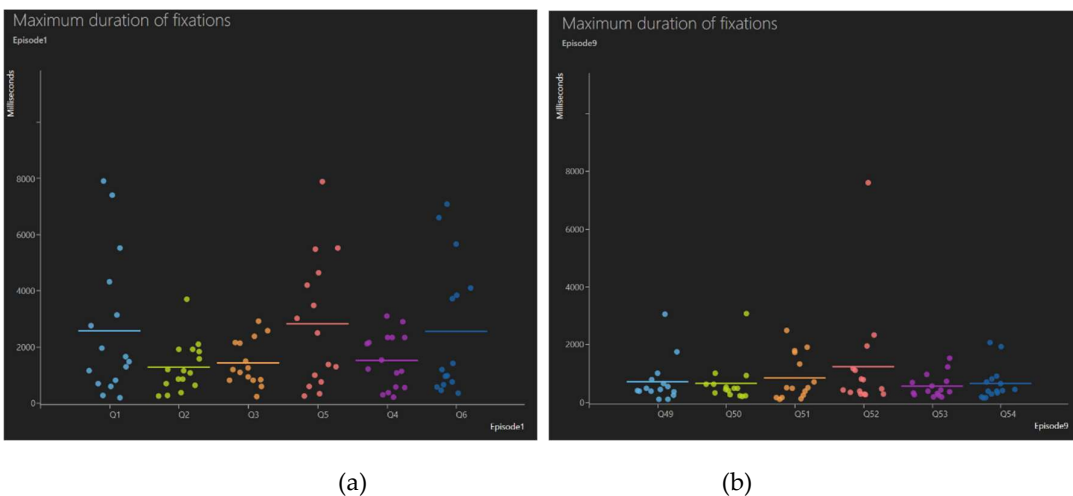 Maximum duration of fixations
Episode1
Milliseconds
8000
6000
4000
2000
0
Q1 Q2 Q3 Q5 Q4 Q6
Episode1
Maximum duration of fixations
Episode9
Milliseconds
8000
6000
4000
2000
0
Q49 Q50 Q51 Q52 Q53 Q54
Episode9
(a) (b)